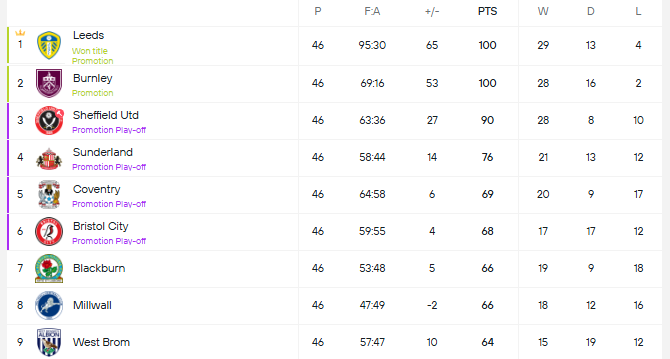 P F:A +/- PTS W D L
1 Leeds 46 95:30 65 100 29 13 4
Won title
Promotion
2 Burnley 46 69:16 53 100 28 16 2
Promotion
3 Sheffield Utd 46 63:36 27 90 28 8 10
Promotion Play-off
4 Sunderland 46 58:44 14 76 21 13 12
Promotion Play-off
5 Coventry 46 64:58 6 69 20 9 17
Promotion Play-off
6 Bristol City 46 59:55 4 68 17 17 12
Promotion Play-off
7 Blackburn 46 53:48 5 66 19 9 18
8 Millwall 46 47:49 -2 66 18 12 16
9 West Brom 46 57:47 10 64 15 19 12